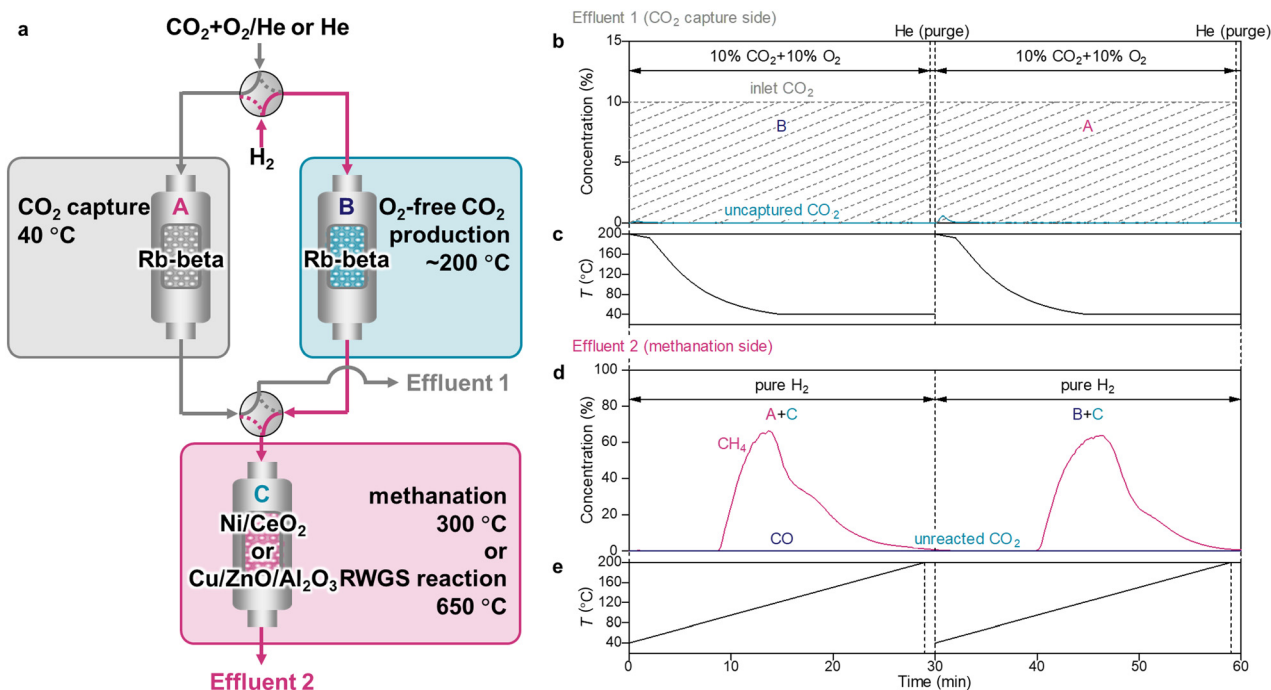 a
CO₂+O₂/He or He
H₂
CO₂ capture
40 °C
A
Rb-beta
B
Rb-beta
O₂-free CO₂
production
~200 °C
Effluent 1
C
Ni/CeO₂
or
Cu/ZnO/Al₂O₃
methanation
300 °C
or
RWGS reaction
650 °C
Effluent 2
Effluent 1 (CO₂ capture side)
b
He (purge)
He (purge)
10% CO₂+10% O₂
10% CO₂+10% O₂
inlet CO₂
B
A
uncaptured CO₂
Concentration (%)
15
10
5
0
c
T (°C)
200
160
120
80
40
Effluent 2 (methanation side)
d
pure H₂
pure H₂
A+C
B+C
CH₄
CO
unreacted CO₂
Concentration (%)
100
80
60
40
20
0
e
T (°C)
200
160
120
80
40
0
10
20
30
40
50
60
Time (min)